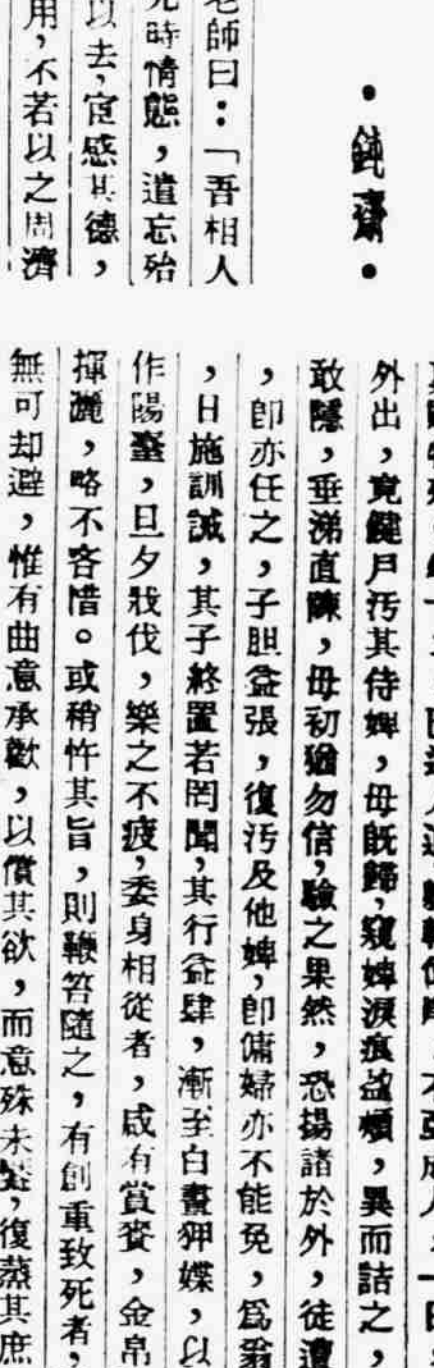 •鈍齋•
老師曰：「吾相人
時情態，遺忘殆
以去，宦感其德，
用，不若以之周濟
外出，竟鍵戶污其侍婢，母既歸，窺婢淚痕盈頰，異而詰之，
敢隱，垂涕直陳，母初猶勿信，驗之果然，恐揚諸於外，徒遭
，卽亦任之，子胆益張，復污及他婢，卽傭婦亦不能免，爲翁
，日施訓誡，其子終置若罔聞，其行益肆，漸至白晝狎媟，以
作陽臺，旦夕戕伐，樂之不疲，委身相從者，咸有賞賚，金帛
揮灑，略不吝惜。或稍忤其旨，則鞭笞隨之，有創重致死者，
無可却避，惟有曲意承歡，以償其欲，而意殊未，復蒸其庶